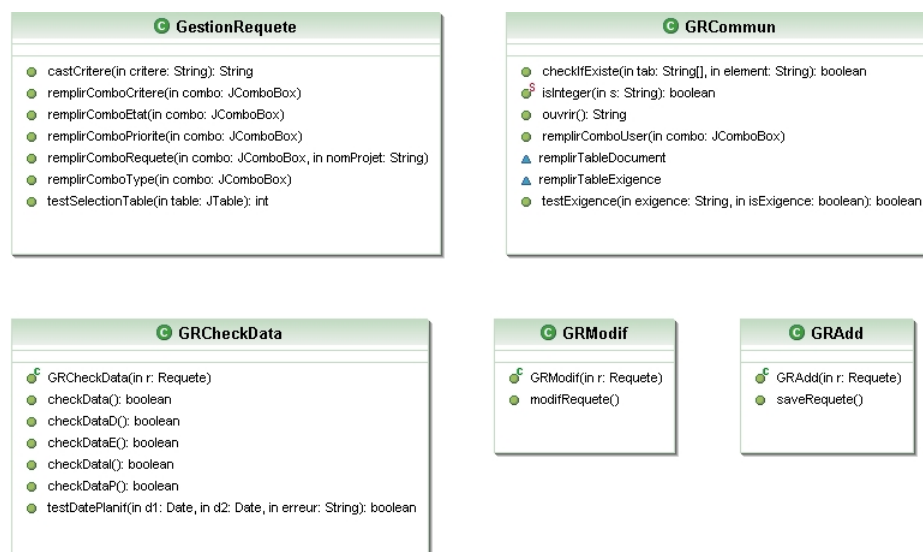 GestionRequete
castCritere(in critere: String): String
remplirComboCritere(in combo: JComboBox)
remplirComboEtat(in combo: JComboBox)
remplirComboPriorite(in combo: JComboBox)
remplirComboRequete(in combo: JComboBox, in nomProjet: String)
remplirComboType(in combo: JComboBox)
testSelectionTable(in table: JTable): int
GRCommun
checkIfExiste(in tab: String[], in element: String): boolean
isInteger(in s: String): boolean
ouvrir(): String
remplirComboUser(in combo: JComboBox)
remplirTableDocument
remplirTableExigence
testExigence(in exigence: String, in isExigence: boolean): boolean
GRCheckData
GRCheckData(in r: Requete)
checkData(): boolean
checkDataD(): boolean
checkDataE(): boolean
checkDataI(): boolean
checkDataP(): boolean
testDatePlanif(in d1: Date, in d2: Date, in erreur: String): boolean
GRModif
GRModif(in r: Requete)
modifRequete()
GRAdd
GRAdd(in r: Requete)
saveRequete()